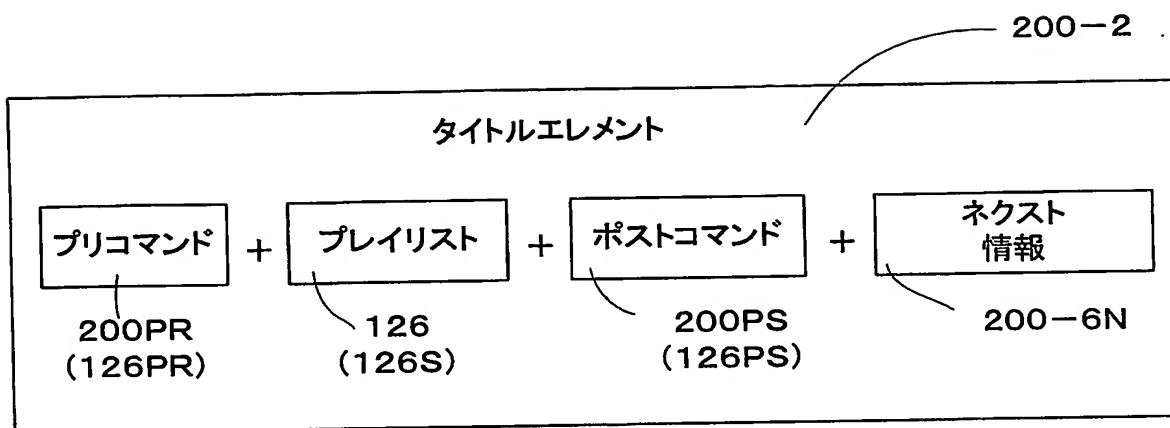 200-2
タイトルエレメント
プリコマンド + プレイリスト + ポストコマンド + ネクスト
情報
200PR 126 200PS 200-6N
(126PR) (126S) (126PS)